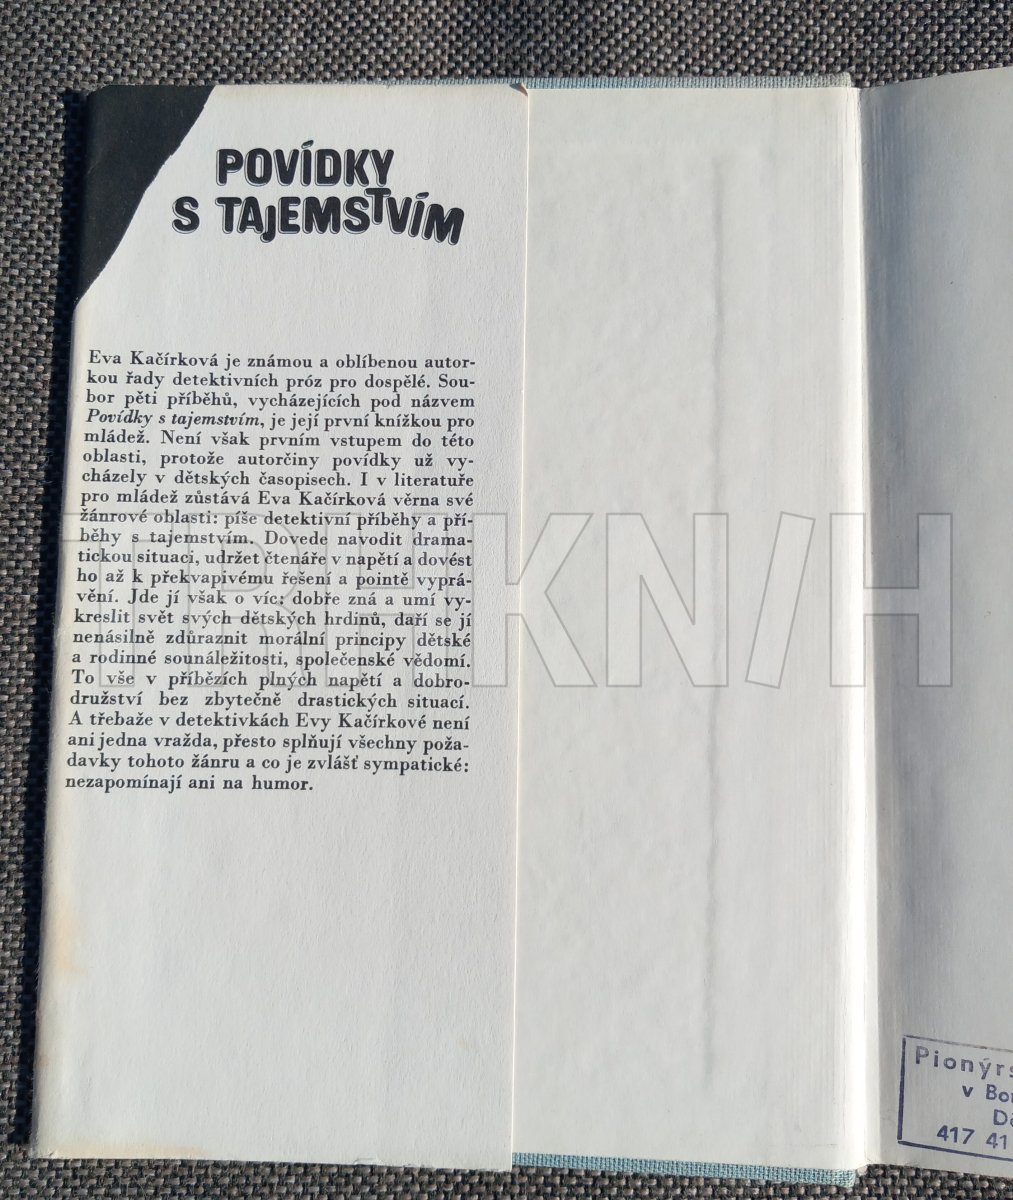 POVÍDKY
S TAJEMSTVÍM
Eva Kačírková je známou a oblíbenou autor-
kou řady detektivních próz pro dospělé. Sou-
bor pěti příběhů, vycházejících pod názvem
Povídky s tajemstvím, je její první knížkou pro
mládež. Není však prvním vstupem do této
oblasti, protože autorčiny povídky už vy-
cházely v dětských časopisech. I v literatuře
pro mládež zůstává Eva Kačírková věrna své
žánrové oblasti: píše detektivní příběhy a pří-
běhy s tajemstvím. Dovede navodit drama-
tickou situaci, udržet čtenáře v napětí a dovést
ho až k překvapivému řešení a pointě vyprá-
vění. Jde jí však o víc: dobře zná a umí vy-
kreslit svět svých dětských hrdinů, daří se jí
nenásilně zdůraznit morální principy dětské
a rodinné sounáležitosti, společenské vědomí.
To vše v příbězích plných napětí a dobro-
družství bez zbytečně drastických situací.
A třebaže v detektivkách Evy Kačírkové není
ani jedna vražda, přesto splňují všechny poža-
davky tohoto žánru a co je zvlášť sympatické:
nezapomínají ani na humor.
TRHKNIH
Pionýrs
v Bo
417 41